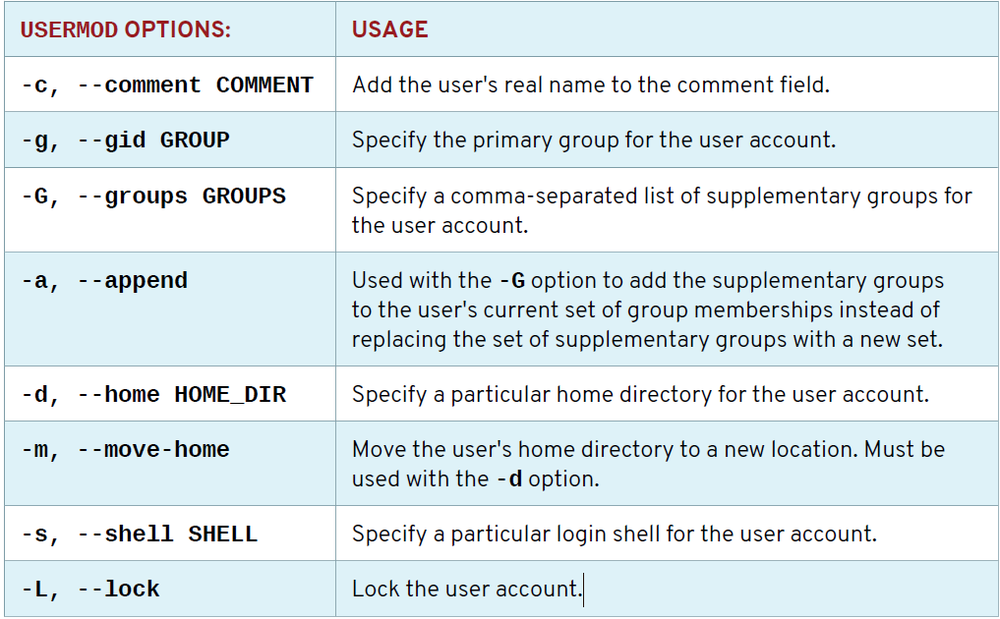 USERMOD OPTIONS: USAGE
-c, --comment COMMENT Add the user's real name to the comment field.
-g, --gid GROUP Specify the primary group for the user account.
-G, --groups GROUPS Specify a comma-separated list of supplementary groups for
the user account.
-a, --append Used with the -G option to add the supplementary groups
to the user's current set of group memberships instead of
replacing the set of supplementary groups with a new set.
-d, --home HOME_DIR Specify a particular home directory for the user account.
-m, --move-home Move the user's home directory to a new location. Must be
used with the -d option.
-s, --shell SHELL Specify a particular login shell for the user account.
-L, --lock Lock the user account.